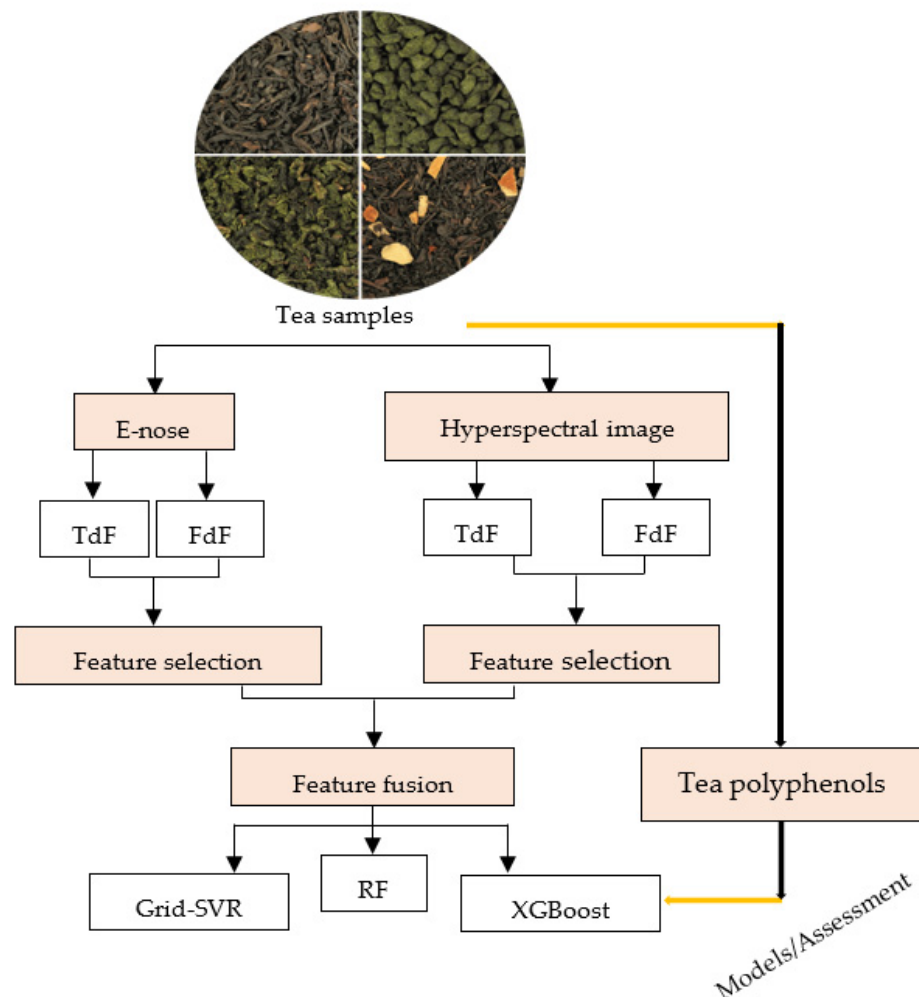 Tea samples
E-nose
Hyperspectral image
TdF
FdF
TdF
FdF
Feature selection
Feature selection
Feature fusion
Tea polyphenols
Grid-SVR
RF
XGBoost
Models/Assessment